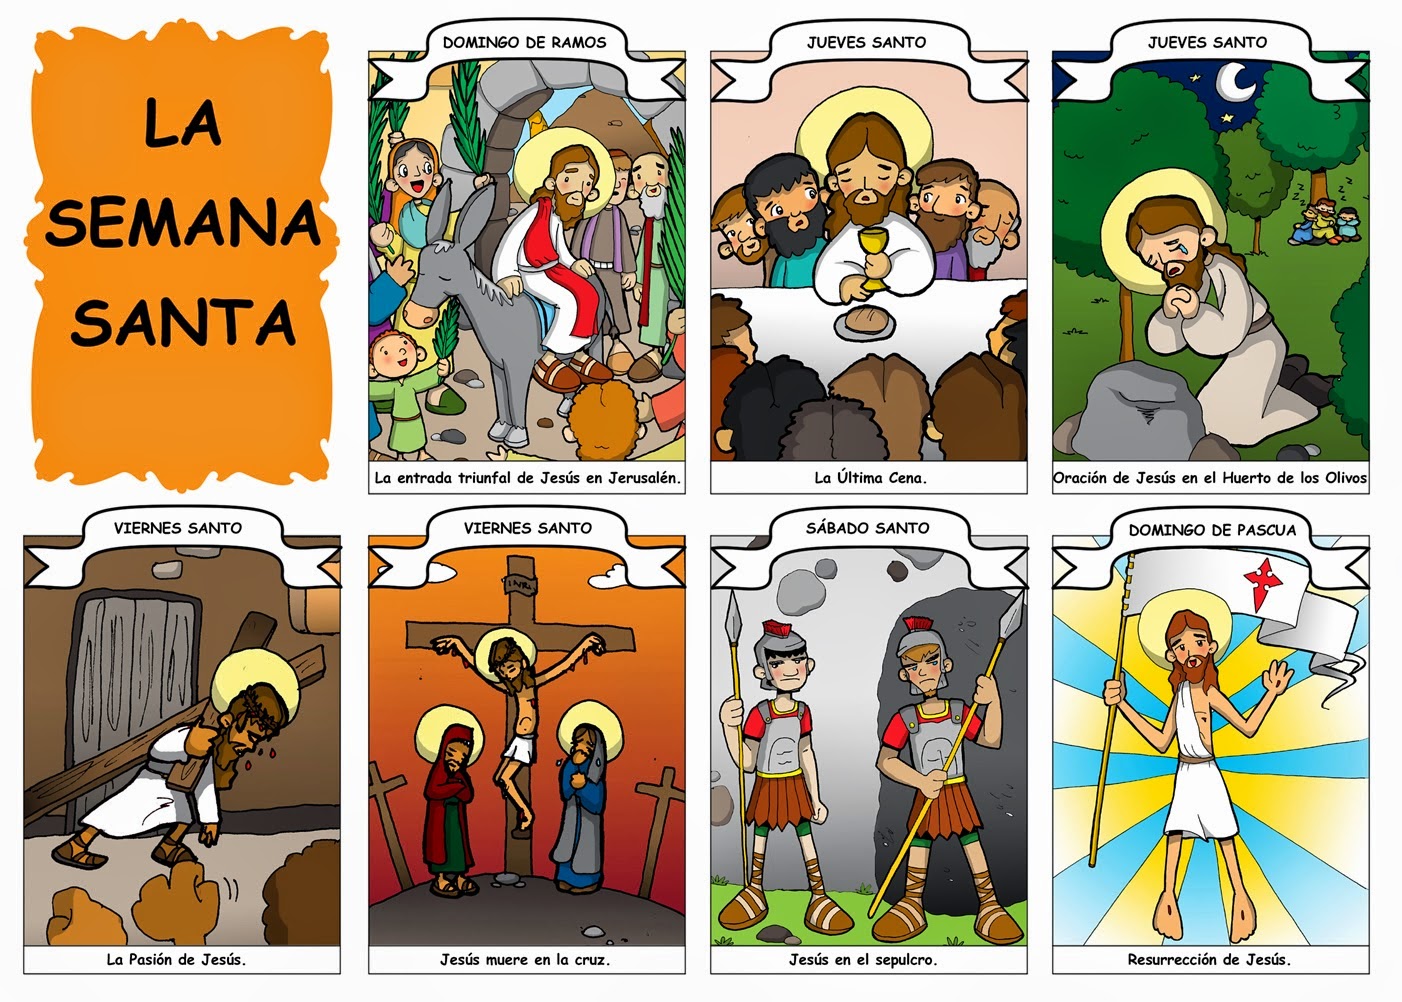 LA
SEMANA
SANTA
DOMINGO DE RAMOS
La entrada triunfal de Jesús en Jerusalén.
JUEVES SANTO
La Última Cena.
JUEVES SANTO
z z z z z
Oración de Jesús en el Huerto de los Olivos
VIERNES SANTO
La Pasión de Jesús.
VIERNES SANTO
INRI
Jesús muere en la cruz.
SÁBADO SANTO
Jesús en el sepulcro.
DOMINGO DE PASCUA
Resurrección de Jesús.